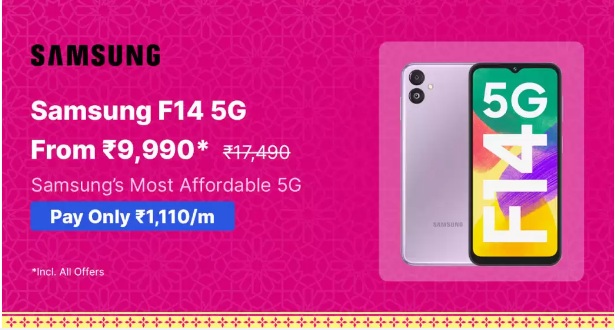 SAMSUNG
Samsung F14 5G
From ₹9,990* ₹17,490
Samsung's Most Affordable 5G
Pay Only ₹1,110/m
*Incl. All Offers
SAMSUNG
5G
F14